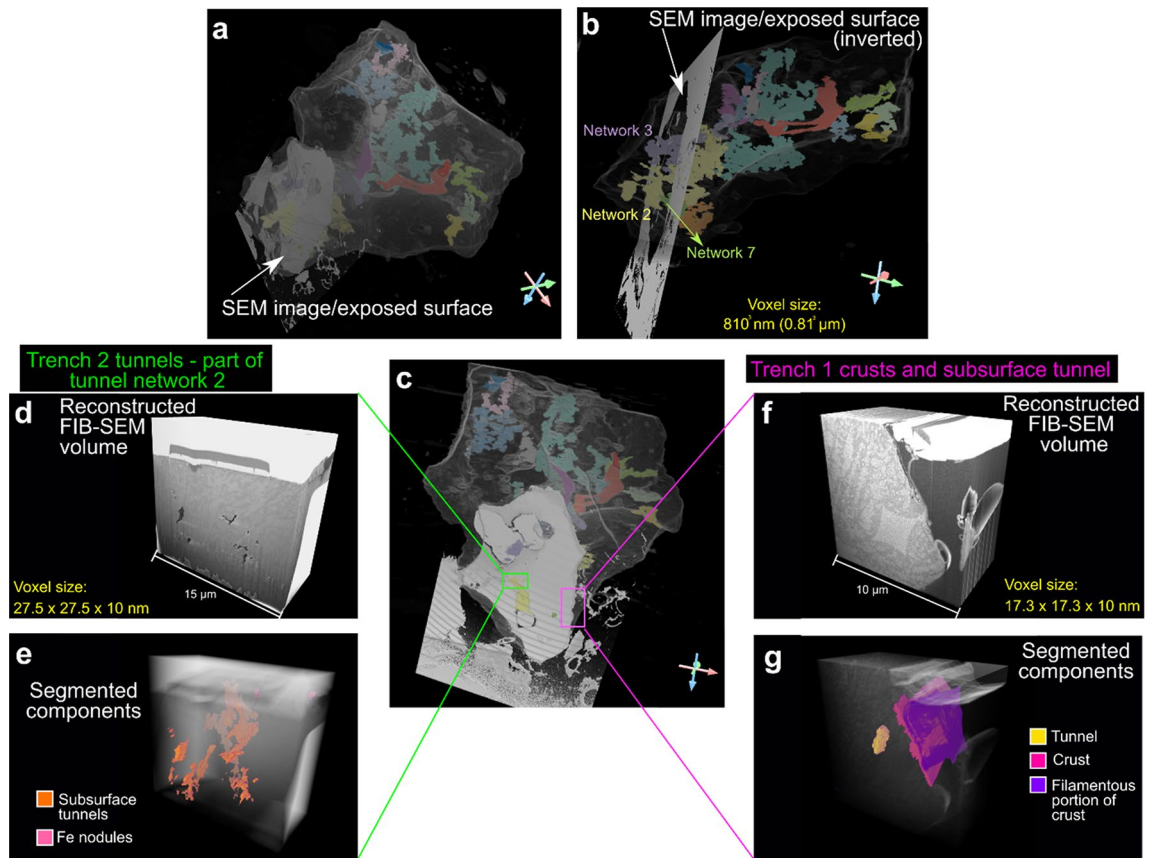 a
SEM image/exposed surface
b
SEM image/exposed surface
(inverted)
Network 3
Network 2
Network 7
Voxel size:
810³ nm (0.81³ µm)
Trench 2 tunnels - part of
tunnel network 2
c
Trench 1 crusts and subsurface tunnel
d
Reconstructed
FIB-SEM
volume
15 µm
Voxel size:
27.5 x 27.5 x 10 nm
f
Reconstructed
FIB-SEM
volume
10 µm
Voxel size:
17.3 x 17.3 x 10 nm
e
Segmented
components
Subsurface
tunnels
Fe nodules
g
Segmented
components
Tunnel
Crust
Filamentous
portion of
crust